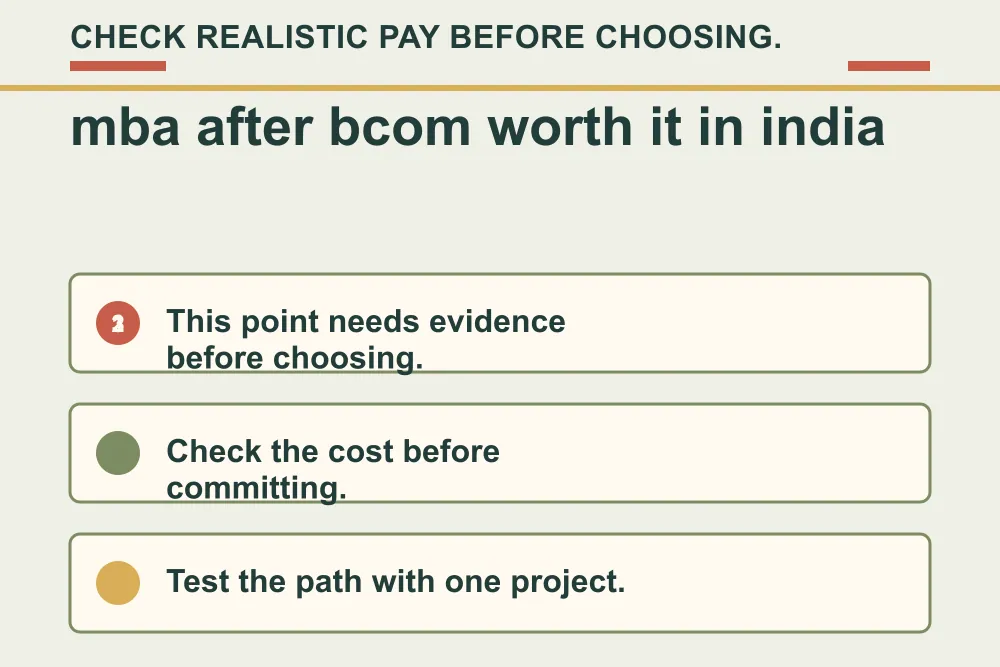 CHECK REALISTIC PAY BEFORE CHOOSING.
mba after bcom worth it in india
This point needs evidence
before choosing.
Check the cost before
committing.
Test the path with one project.